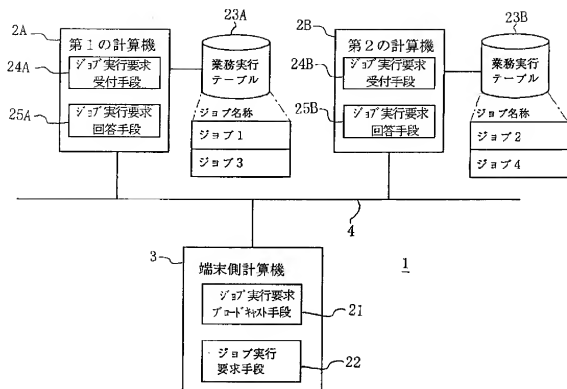 23A
23B
2A
第1の計算機
24A
ジョブ実行要求
受付手段
25A
ジョブ実行要求
回答手段
業務実行
テーブル
ジョブ名称
ジョブ1
ジョブ3
2B
第2の計算機
24B
ジョブ実行要求
受付手段
25B
ジョブ実行要求
回答手段
業務実行
テーブル
ジョブ名称
ジョブ2
ジョブ4
4
1
3
端末側計算機
ジョブ実行要求
ブロードキャスト手段
21
ジョブ実行
要求手段
22